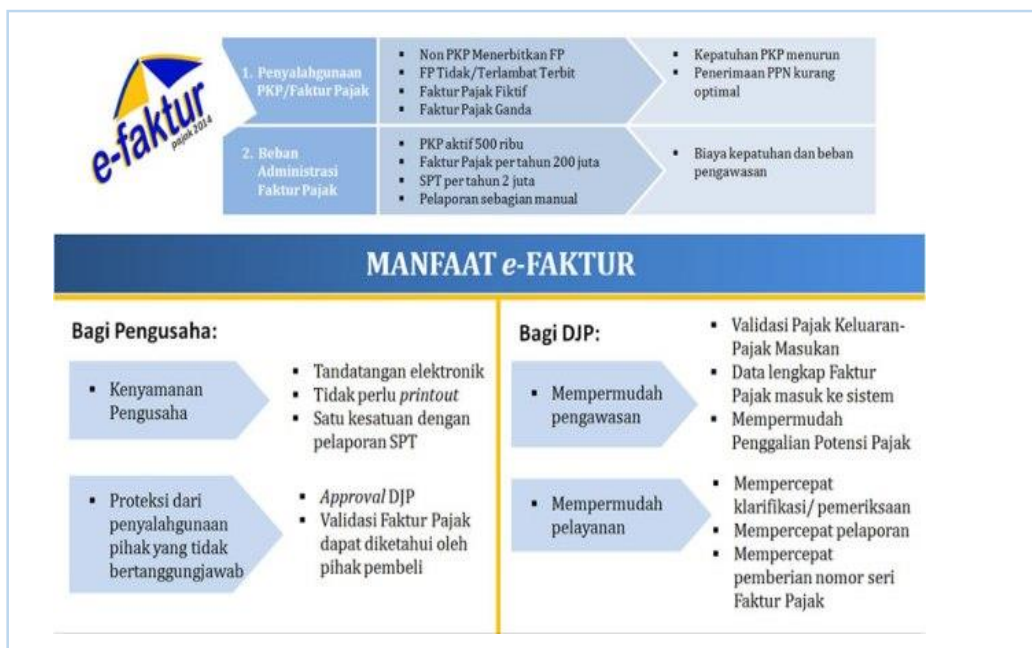 e-faktur
pajak 2014
1. Penyalahgunaan
PKP/Faktur Pajak
▪ Non PKP Menerbitkan FP
▪ FP Tidak/Terlambat Terbit
▪ Faktur Pajak Fiktif
▪ Faktur Pajak Ganda
▪ Kepatuhan PKP menurun
▪ Penerimaan PPN kurang
optimal
2. Beban
Administrasi
Faktur Pajak
▪ PKP aktif 500 ribu
▪ Faktur Pajak per tahun 200 juta
▪ SPT per tahun 2 juta
▪ Pelaporan sebagian manual
▪ Biaya kepatuhan dan beban
pengawasan
MANFAAT e-FAKTUR
Bagi Pengusaha:
▪ Kenyamanan
Pengusaha
▪ Tandatangan elektronik
▪ Tidak perlu printout
▪ Satu kesatuan dengan
pelaporan SPT
▪ Proteksi dari
penyalahgunaan
pihak yang tidak
bertanggungjawab
▪ Approval DJP
▪ Validasi Faktur Pajak
dapat diketahui oleh
pihak pembeli
Bagi DJP:
▪ Mempermudah
pengawasan
▪ Validasi Pajak Keluaran-
Pajak Masukan
▪ Data lengkap Faktur
Pajak masuk ke sistem
▪ Mempermudah
Penggalian Potensi Pajak
▪ Mempermudah
pelayanan
▪ Mempercepat
klarifikasi/ pemeriksaan
▪ Mempercepat pelaporan
▪ Mempercepat
pemberian nomor seri
Faktur Pajak